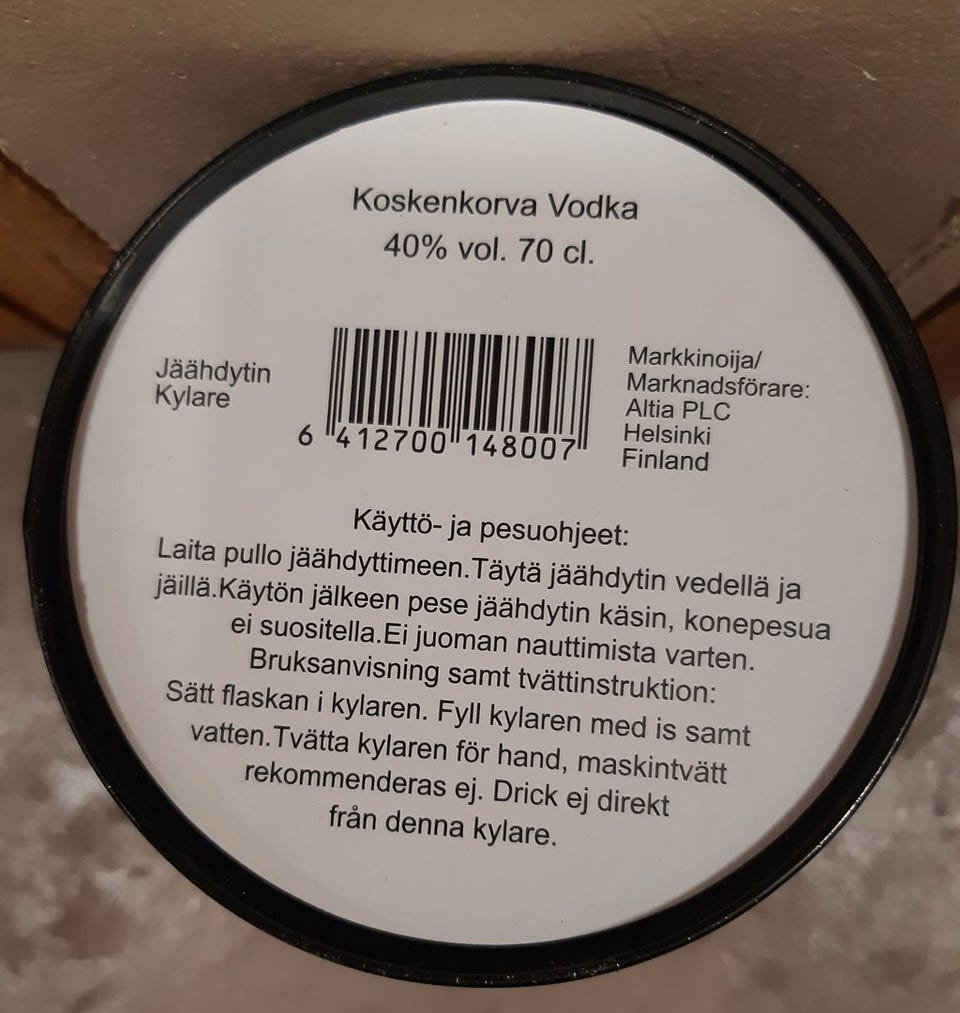 Koskenkorva Vodka
40% vol. 70 cl.
Jäähdytin
Kylare
6 412700 148007
Markkinoija/
Marknadsförare:
Altia PLC
Helsinki
Finland
Käyttö- ja pesuohjeet:
Laita pullo jäähdyttimeen.Täytä jäähdytin vedellä ja
jäillä.Käytön jälkeen pese jäähdytin käsin, konepesua
ei suositella.Ei juoman nauttimista varten.
Bruksanvisning samt tvättinstruktion:
Sätt flaskan i kylaren. Fyll kylaren med is samt
vatten.Tvätta kylaren för hand, maskintvätt
rekommenderas ej. Drick ej direkt
från denna kylare.